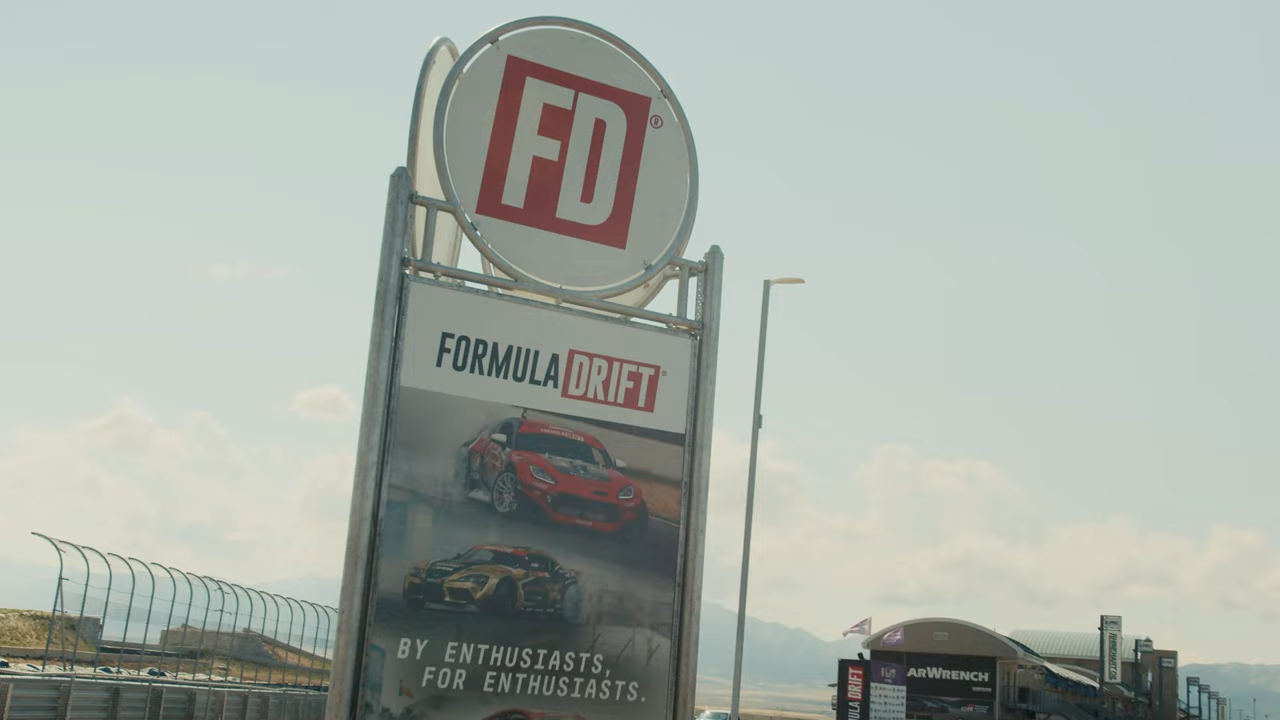 FD®
FORMULA DRIFT
BY ENTHUSIASTS,
FOR ENTHUSIASTS.
ARWRENCH
DRIFT